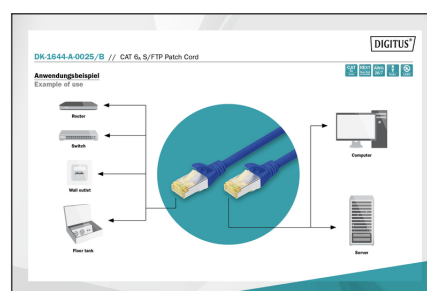 DIGITUS®
DK-1644-A-0025/B // CAT 6A S/FTP Patch Cord
Anwendungsbeispiel
Example of use
CAT
Router
Switch
Wall outlet
Floor tank
Computer
Server